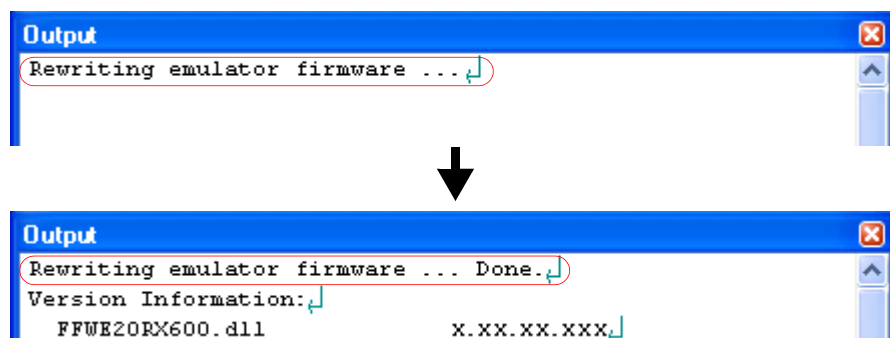 Output
Rewriting emulator firmware ...
Output
Rewriting emulator firmware ... Done.
Version Information:
FFWE20RX600.dll x.xx.xx.xxx